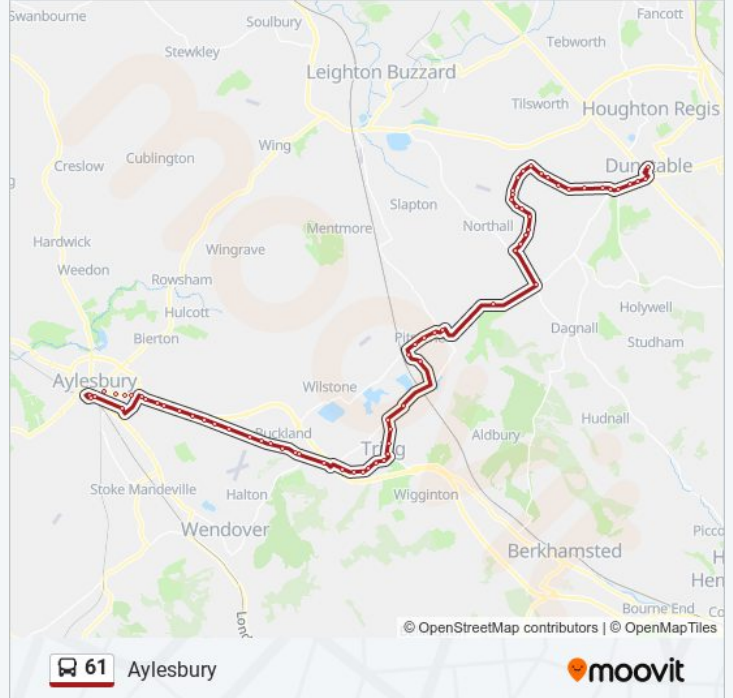 Swanbourne
Soulbury
Fancott
Stewkley
Tebworth
Leighton Buzzard
Tilsworth
Houghton Regis
Wing
Cublington
Creslow
Dunstable
Slapton
Mentmore
Northall
Hardwick
Wingrave
Weedon
Rowsham
Holywell
Hulcott
Dagnall
Studham
Bierton
Aylesbury
Wilstone
Hudnall
Buckland
Aldbury
Tring
Stoke Mandeville
Halton
Wigginton
Wendover
Berkhamsted
Bourne End
© OpenStreetMap contributors | © OpenMapTiles
61 Aylesbury
moovit